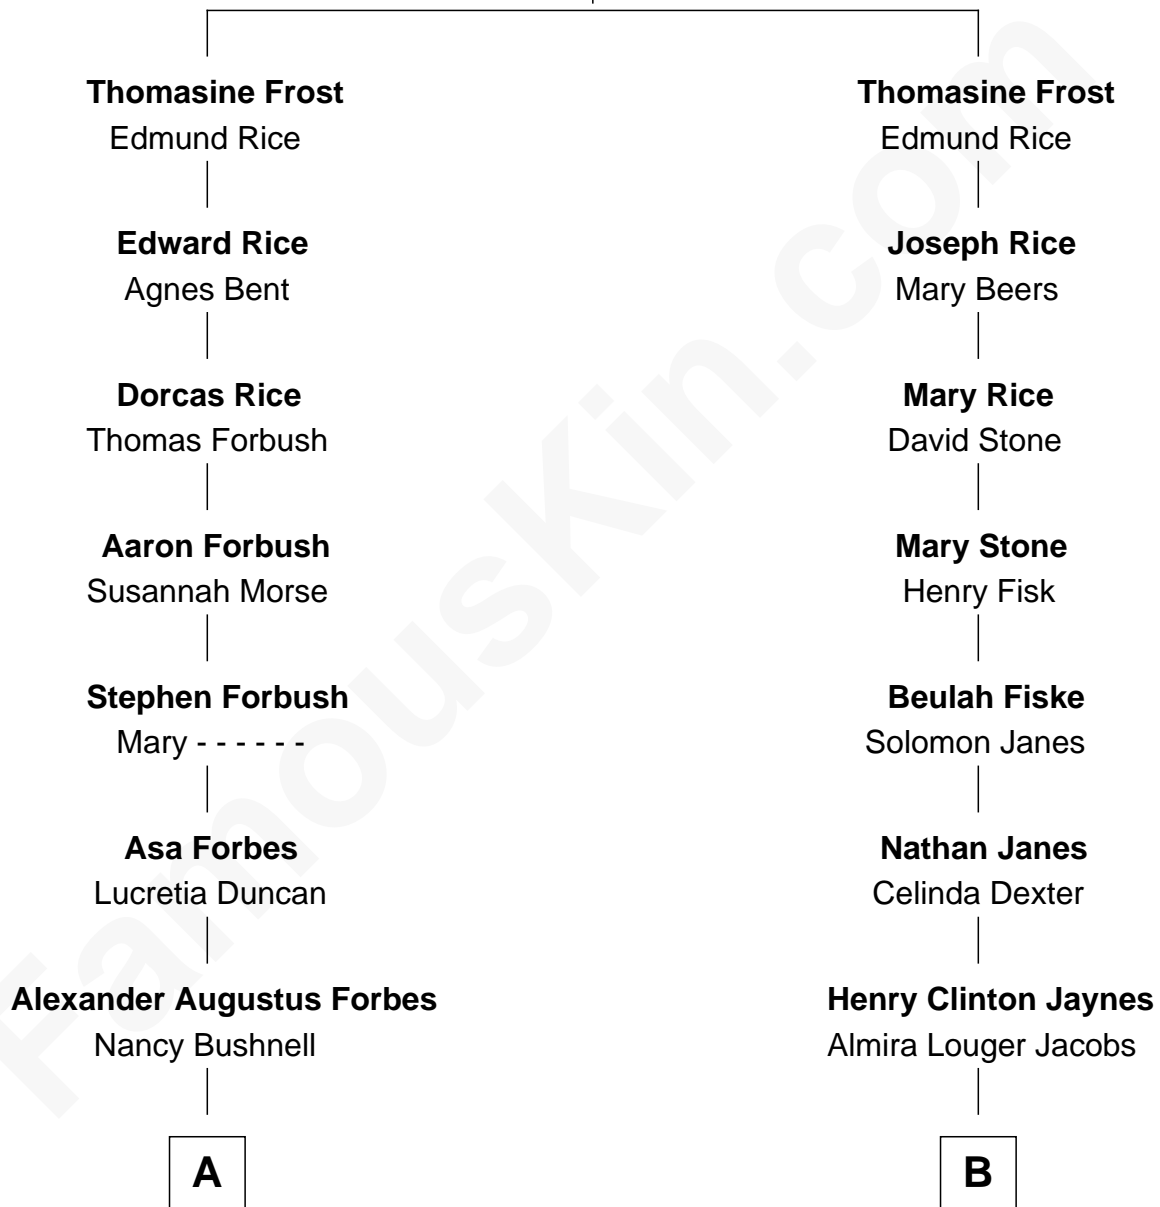 Thomasine Frost
Edmund Rice
Edward Rice
Agnes Bent
Dorcas Rice
Thomas Forbush
Aaron Forbush
Susannah Morse
Stephen Forbush
Mary - - - - - -
Asa Forbes
Lucretia Duncan
Alexander Augustus Forbes
Nancy Bushnell
A
Thomasine Frost
Edmund Rice
Joseph Rice
Mary Beers
Mary Rice
David Stone
Mary Stone
Henry Fisk
Beulah Fiske
Solomon Janes
Nathan Janes
Celinda Dexter
Henry Clinton Jaynes
Almira Louger Jacobs
B
FamousKin.com